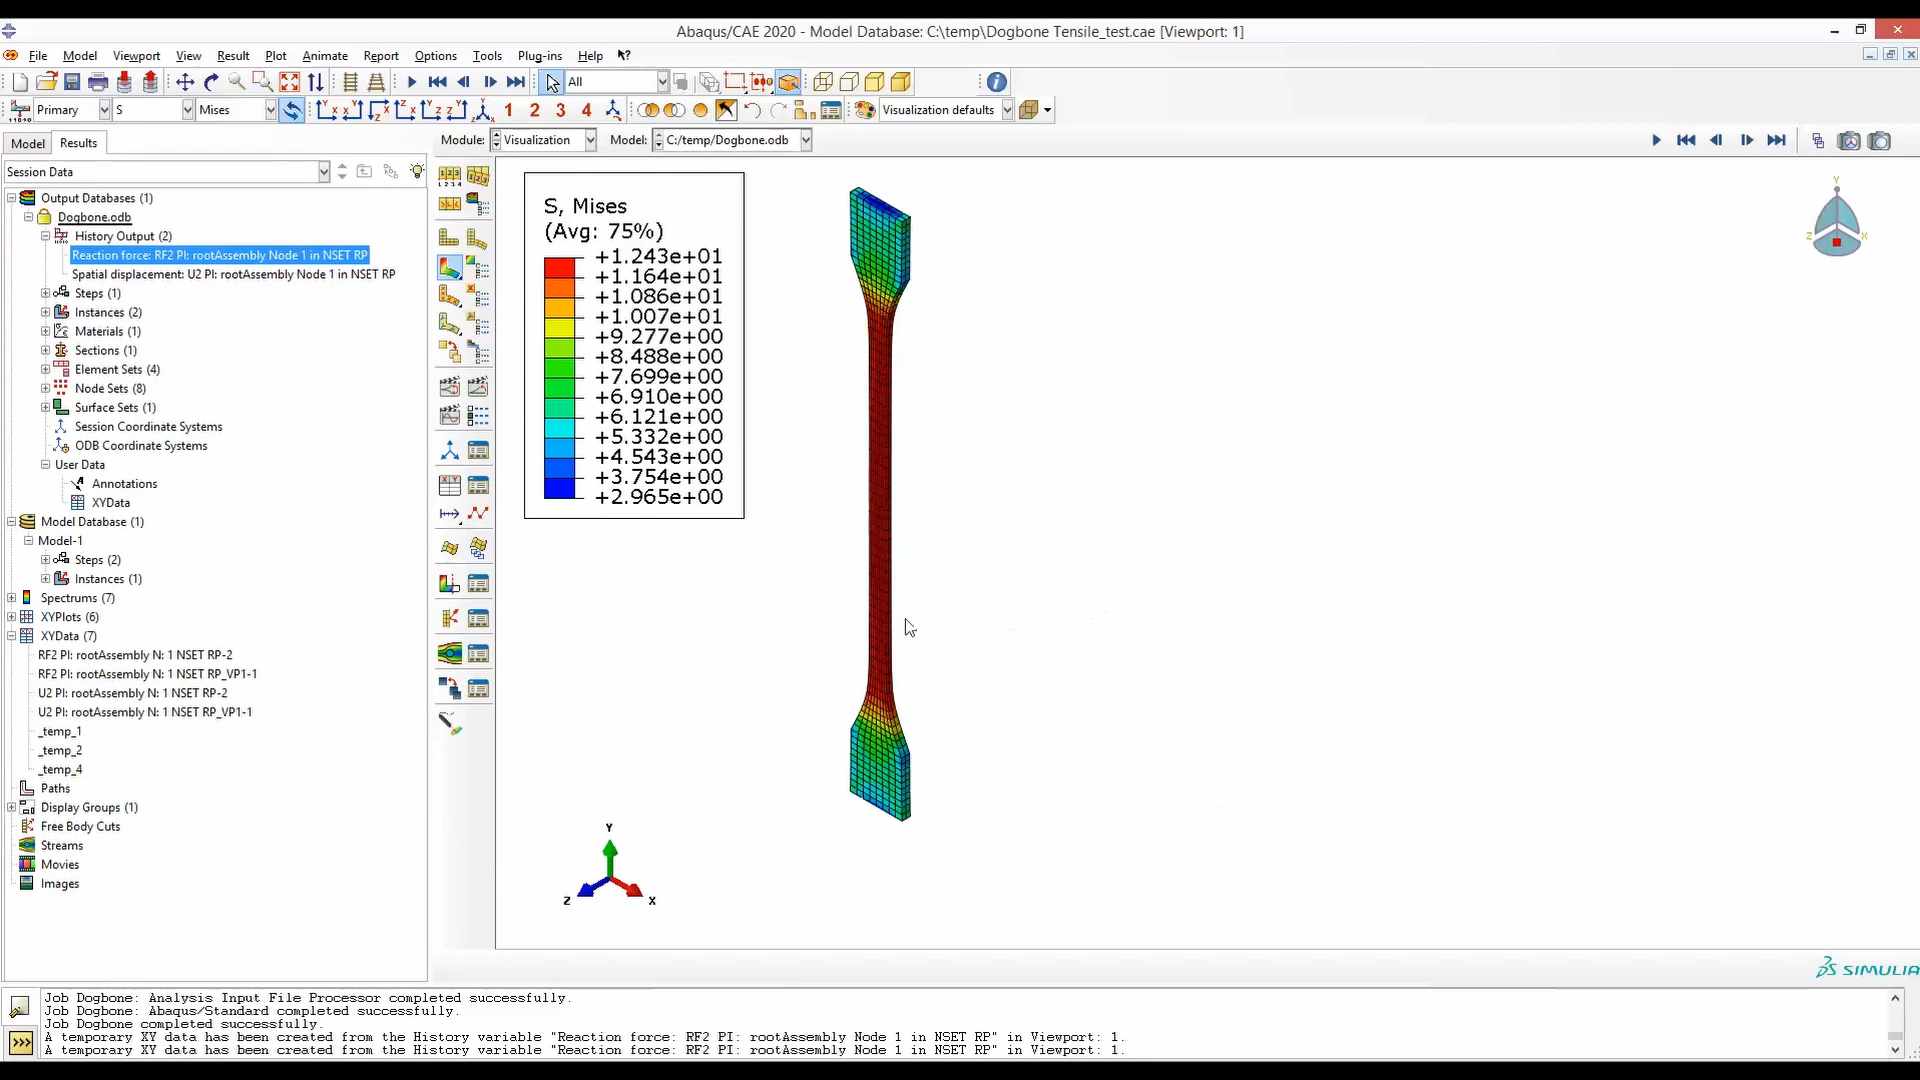 Abaqus/CAE 2020 - Model Database: C:\temp\Dogbone Tensile_test.cae [Viewport: 1]
File Model Viewport View Result Plot Animate Report Options Tools Plug-ins Help
All
Primary S Mises 1 2 3 4 Visualization defaults
Model Results Module: Visualization Model: C:/temp/Dogbone.odb
Session Data
Output Databases (1)
Dogbone.odb
History Output (2)
Reaction force: RF2 PI: rootAssembly Node 1 in NSET RP
Spatial displacement: U2 PI: rootAssembly Node 1 in NSET RP
Steps (1)
Instances (2)
Materials (1)
Sections (1)
Element Sets (4)
Node Sets (8)
Surface Sets (1)
Session Coordinate Systems
ODB Coordinate Systems
User Data
Annotations
XYData
Model Database (1)
Model-1
Steps (2)
Instances (1)
Spectrums (7)
XYPlots (6)
XYData (7)
RF2 PI: rootAssembly N: 1 NSET RP-2
RF2 PI: rootAssembly N: 1 NSET RP_VP1-1
U2 PI: rootAssembly N: 1 NSET RP-2
U2 PI: rootAssembly N: 1 NSET RP_VP1-1
_temp_1
_temp_2
_temp_4
Paths
Display Groups (1)
Free Body Cuts
Streams
Movies
Images
S, Mises
(Avg: 75%)
+1.243e+01
+1.164e+01
+1.086e+01
+1.007e+01
+9.277e+00
+8.488e+00
+7.699e+00
+6.910e+00
+6.121e+00
+5.332e+00
+4.543e+00
+3.754e+00
+2.965e+00
Y
Z X
Y
Z X
SIMULIA
Job Dogbone: Analysis Input File Processor completed successfully.
Job Dogbone: Abaqus/Standard completed successfully.
Job Dogbone completed successfully.
A temporary XY data has been created from the History variable "Reaction force: RF2 PI: rootAssembly Node 1 in NSET RP" in Viewport: 1.
A temporary XY data has been created from the History variable "Reaction force: RF2 PI: rootAssembly Node 1 in NSET RP" in Viewport: 1.